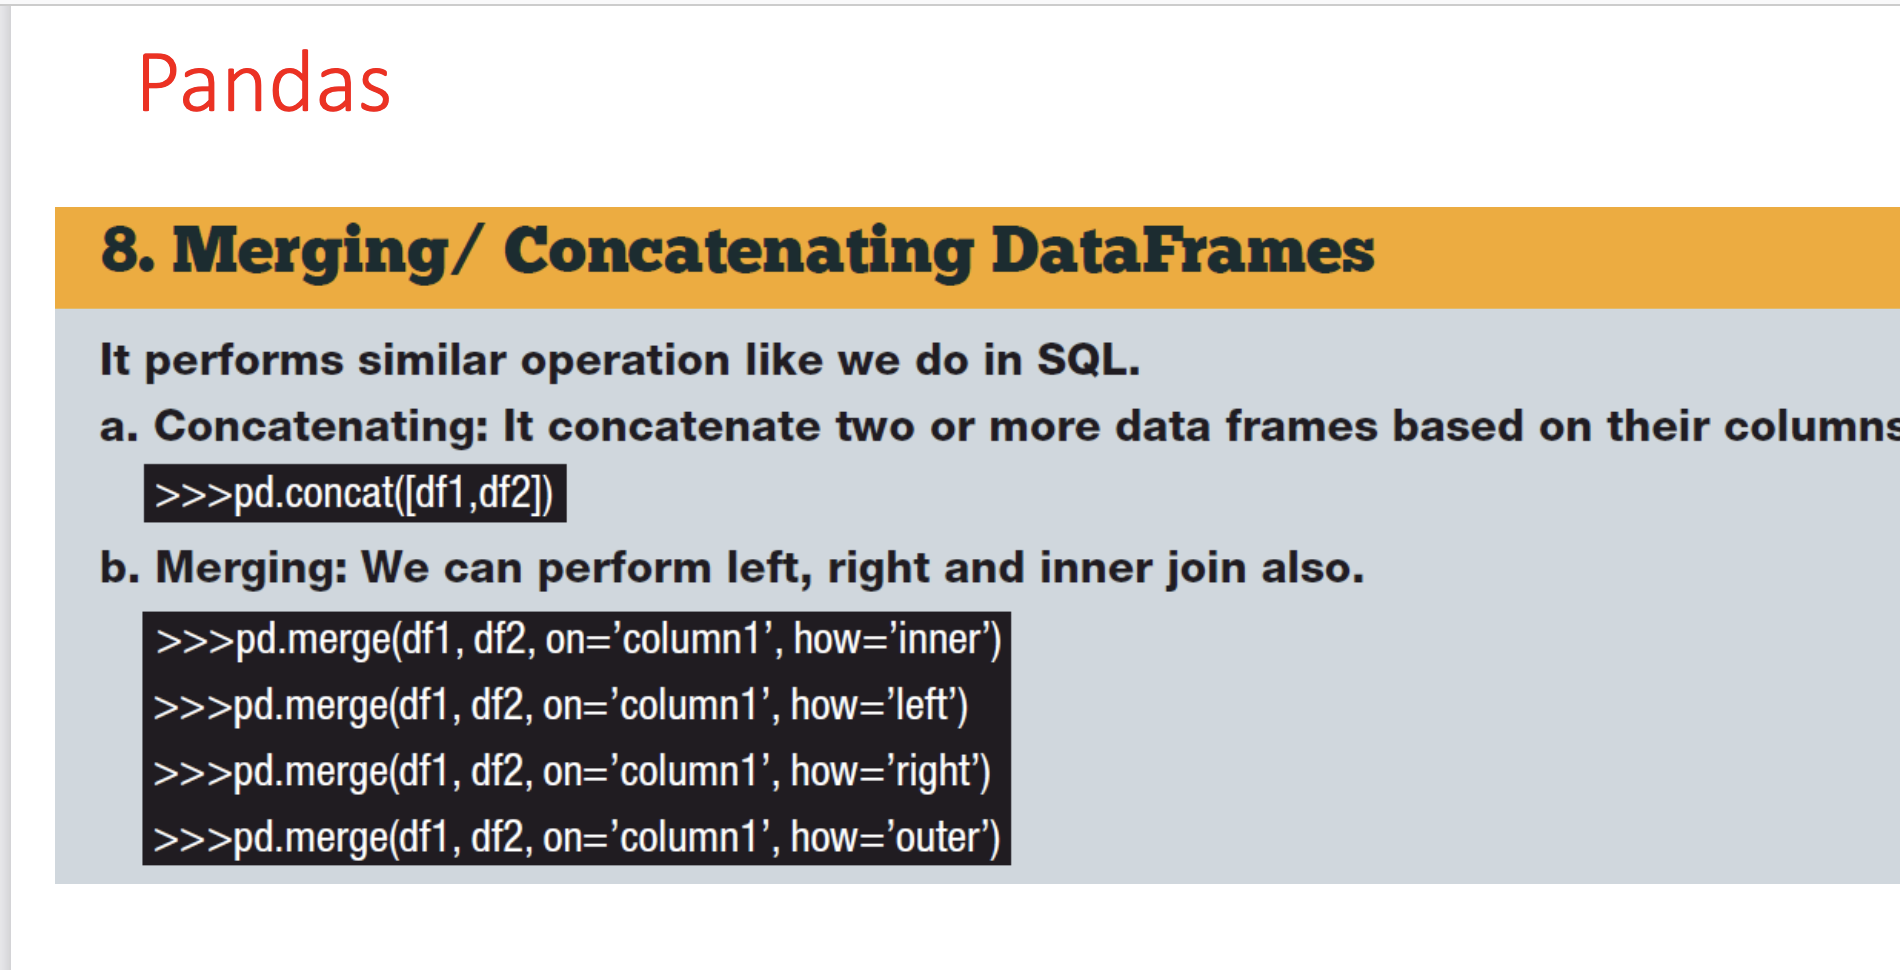 Pandas
8. Merging/ Concatenating DataFrames
It performs similar operation like we do in SQL.
a. Concatenating: It concatenate two or more data frames based on their columns
>>>pd.concat([df1,df2])
b. Merging: We can perform left, right and inner join also.
>>>pd.merge(df1, df2, on=’column1’, how=’inner’)
>>>pd.merge(df1, df2, on=’column1’, how=’left’)
>>>pd.merge(df1, df2, on=’column1’, how=’right’)
>>>pd.merge(df1, df2, on=’column1’, how=’outer’)